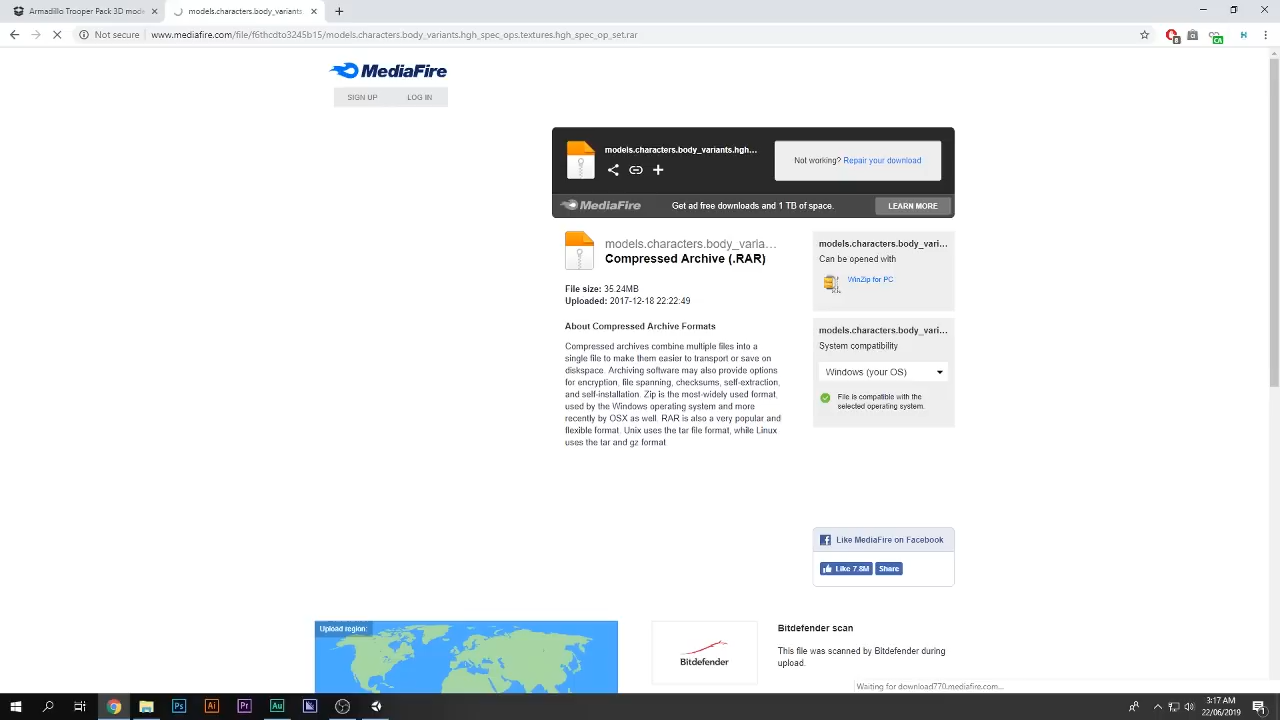 Armadillo Trooper Pack 3D mode
models.characters.body_variants
Not secure
www.mediafire.com/file/f6thcdto3245b15/models.characters.body_variants.hgh_spec_ops.textures.hgh_spec_op_set.rar
MediaFire
SIGN UP
LOG IN
models.characters.body_variants.hgh...
Not working? Repair your download
MediaFire
Get ad free downloads and 1 TB of space.
LEARN MORE
models.characters.body_varia...
Compressed Archive (.RAR)
File size: 35.24MB
Uploaded: 2017-12-18 22:22:49
About Compressed Archive Formats
Compressed archives combine multiple files into a
single file to make them easier to transport or save on
diskspace. Archiving software may also provide options
for encryption, file spanning, checksums, self-extraction,
and self-installation. Zip is the most-widely used format,
used by the Windows operating system and more
recently by OSX as well. RAR is also a very popular and
flexible format. Unix uses the tar file format, while Linux
uses the tar and gz format.
models.characters.body_vari...
Can be opened with
WinZip for PC
models.characters.body_vari...
System compatibility
Windows (your OS)
File is compatible with the
selected operating system.
Like MediaFire on Facebook
Like 7.8M
Share
Upload region:
Bitdefender
Bitdefender scan
This file was scanned by Bitdefender during
upload.
Waiting for download770.mediafire.com...
Ps
Ai
Pr
Au
3:17 AM
22/06/2019